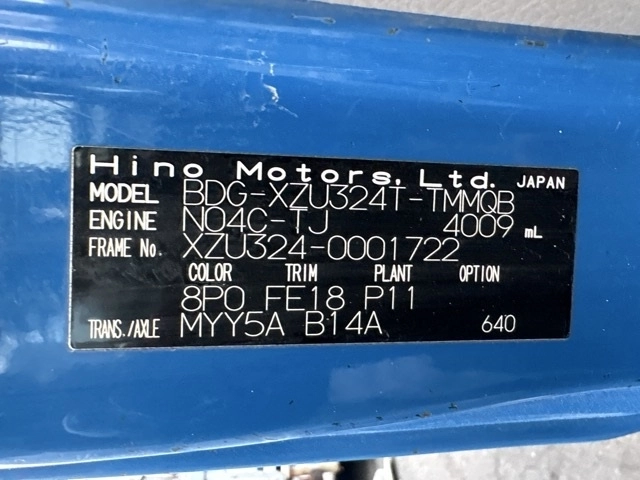 Hino Motors, Ltd. JAPAN
MODEL BDG-XZU324T-TMMQB
ENGINE N04C-TJ 4009 mL
FRAME No. XZU324-0001722
COLOR TRIM PLANT OPTION
8P0 FE18 P11
TRANS./AXLE MYY5A B14A 640